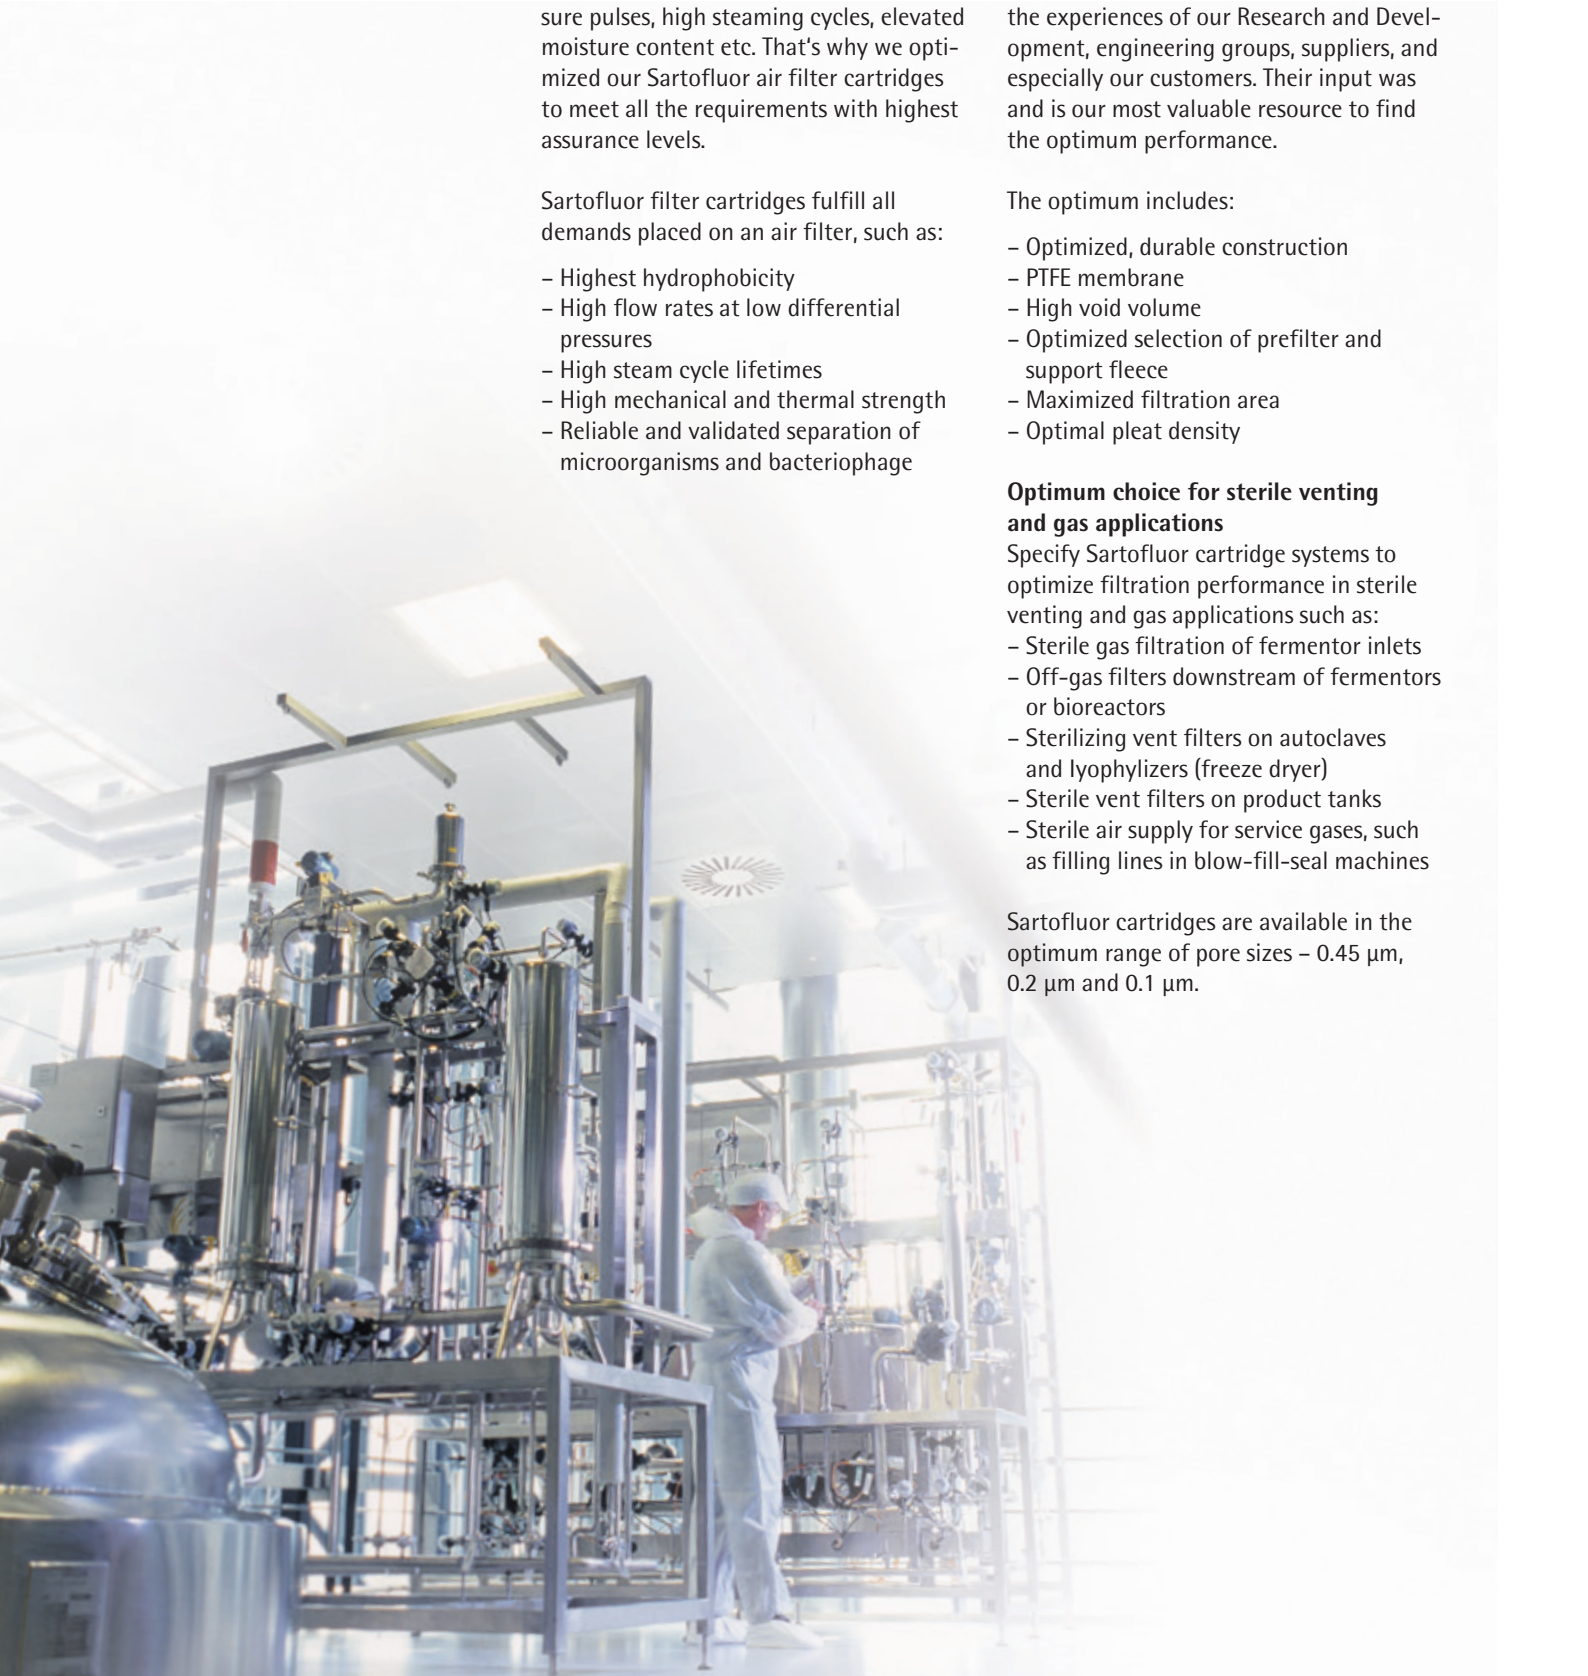 sure pulses, high steaming cycles, elevated
moisture content etc. That's why we opti-
mized our Sartofluor air filter cartridges
to meet all the requirements with highest
assurance levels.
Sartofluor filter cartridges fulfill all
demands placed on an air filter, such as:
– Highest hydrophobicity
– High flow rates at low differential
pressures
– High steam cycle lifetimes
– High mechanical and thermal strength
– Reliable and validated separation of
microorganisms and bacteriophage
the experiences of our Research and Devel-
opment, engineering groups, suppliers, and
especially our customers. Their input was
and is our most valuable resource to find
the optimum performance.
The optimum includes:
– Optimized, durable construction
– PTFE membrane
– High void volume
– Optimized selection of prefilter and
support fleece
– Maximized filtration area
– Optimal pleat density
Optimum choice for sterile venting
and gas applications
Specify Sartofluor cartridge systems to
optimize filtration performance in sterile
venting and gas applications such as:
– Sterile gas filtration of fermentor inlets
– Off-gas filters downstream of fermentors
or bioreactors
– Sterilizing vent filters on autoclaves
and lyophylizers (freeze dryer)
– Sterile vent filters on product tanks
– Sterile air supply for service gases, such
as filling lines in blow-fill-seal machines
Sartofluor cartridges are available in the
optimum range of pore sizes – 0.45 µm,
0.2 µm and 0.1 µm.